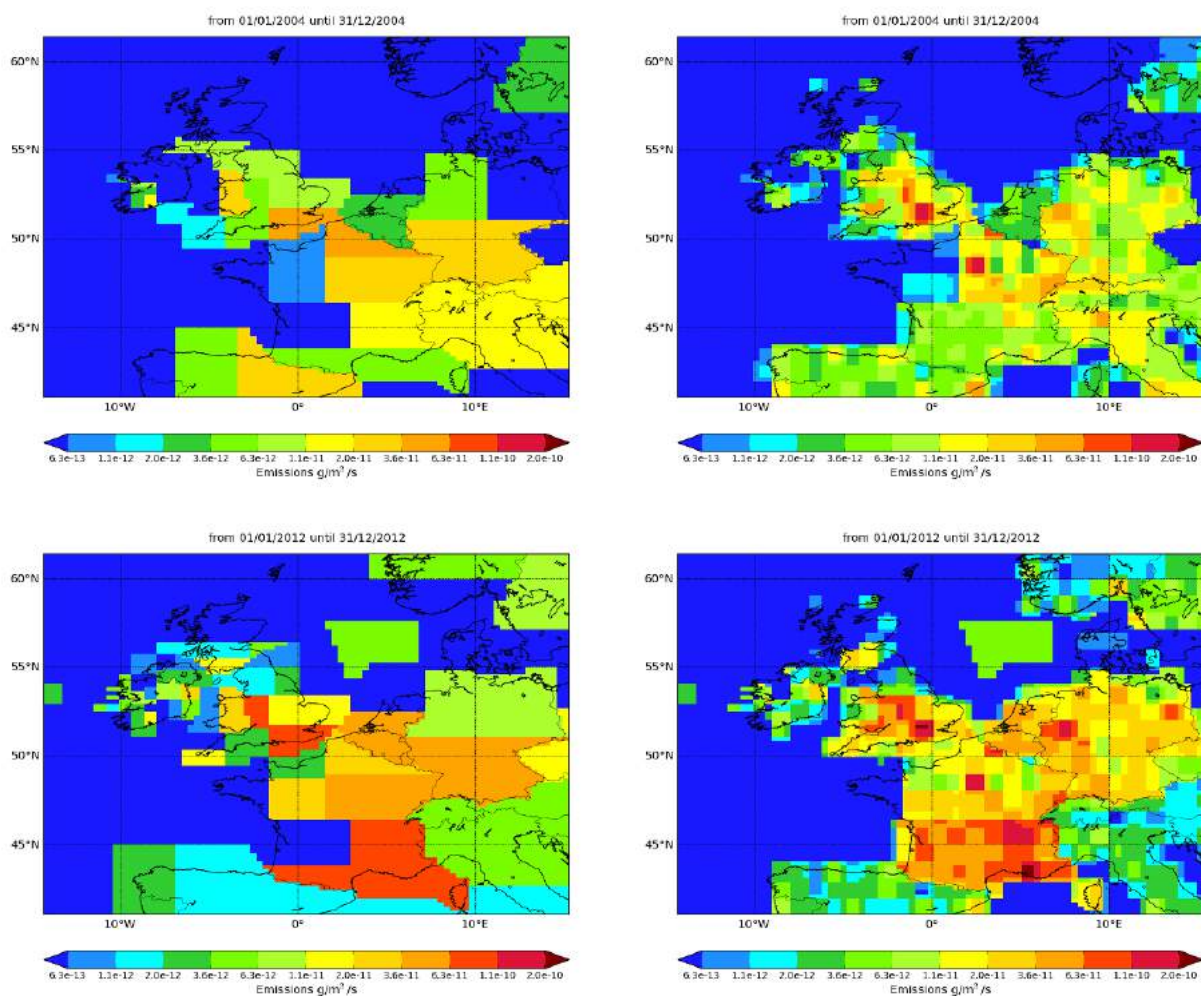 from 01/01/2004 until 31/12/2004
from 01/01/2004 until 31/12/2004
60°N
55°N
50°N
45°N
10°W 0° 10°E
60°N
55°N
50°N
45°N
10°W 0° 10°E
6.3e-13 1.1e-12 2.0e-12 3.6e-12 6.3e-12 1.1e-11 2.0e-11 3.6e-11 6.3e-11 1.1e-10 2.0e-10
Emissions g/m²/s
6.3e-13 1.1e-12 2.0e-12 3.6e-12 6.3e-12 1.1e-11 2.0e-11 3.6e-11 6.3e-11 1.1e-10 2.0e-10
Emissions g/m²/s
from 01/01/2012 until 31/12/2012
from 01/01/2012 until 31/12/2012
60°N
55°N
50°N
45°N
10°W 0° 10°E
60°N
55°N
50°N
45°N
10°W 0° 10°E
6.3e-13 1.1e-12 2.0e-12 3.6e-12 6.3e-12 1.1e-11 2.0e-11 3.6e-11 6.3e-11 1.1e-10 2.0e-10
Emissions g/m²/s
6.3e-13 1.1e-12 2.0e-12 3.6e-12 6.3e-12 1.1e-11 2.0e-11 3.6e-11 6.3e-11 1.1e-10 2.0e-10
Emissions g/m²/s